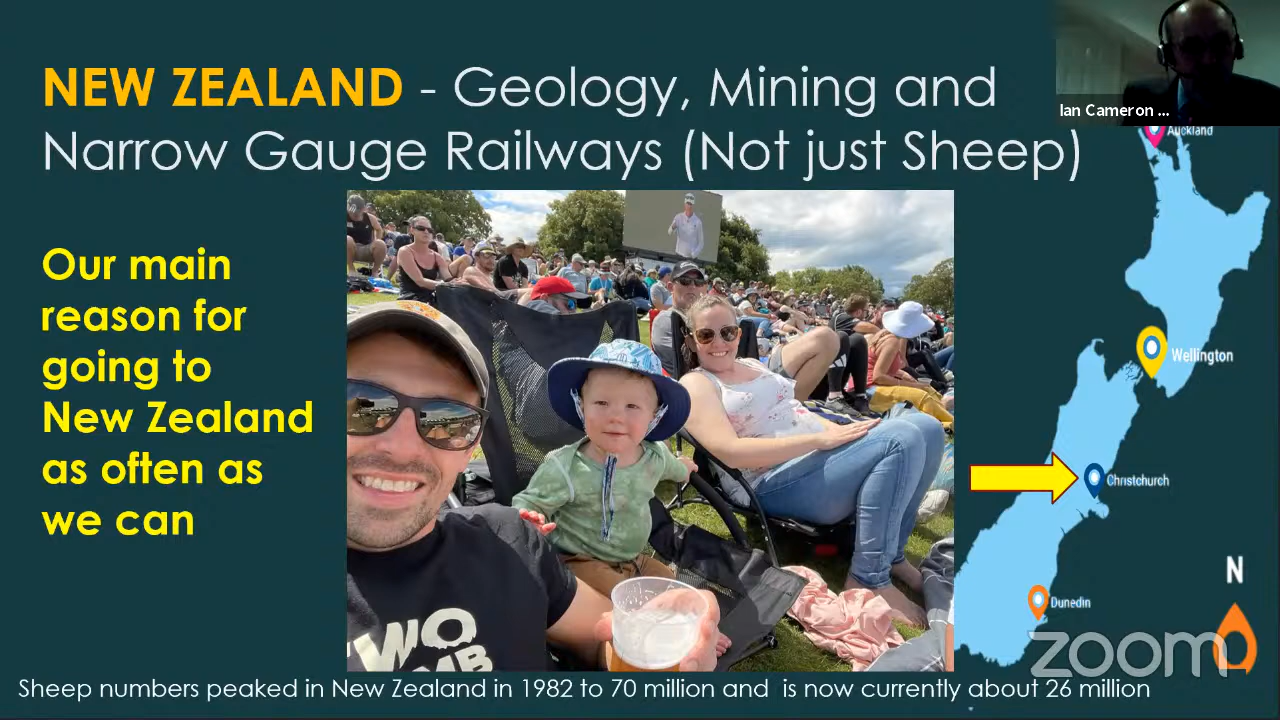 NEW ZEALAND - Geology, Mining and
Narrow Gauge Railways (Not just Sheep)
Ian Cameron ...
Our main
reason for
going to
New Zealand
as often as
we can
Auckland
Wellington
Christchurch
Dunedin
N
zoom
Sheep numbers peaked in New Zealand in 1982 to 70 million and is now currently about 26 million